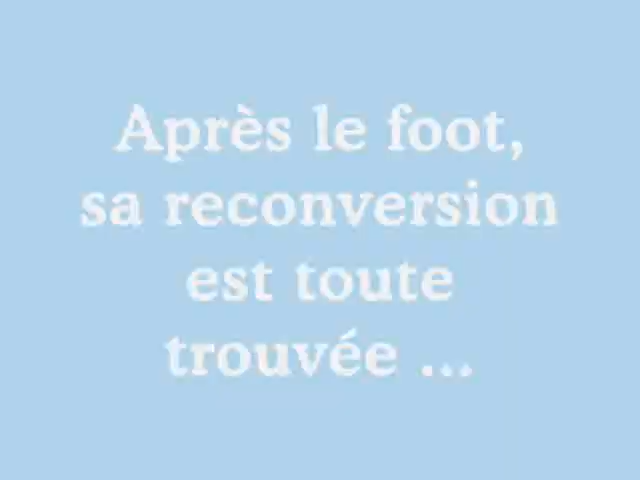 Après le foot,
sa reconversion
est toute
trouvée ...